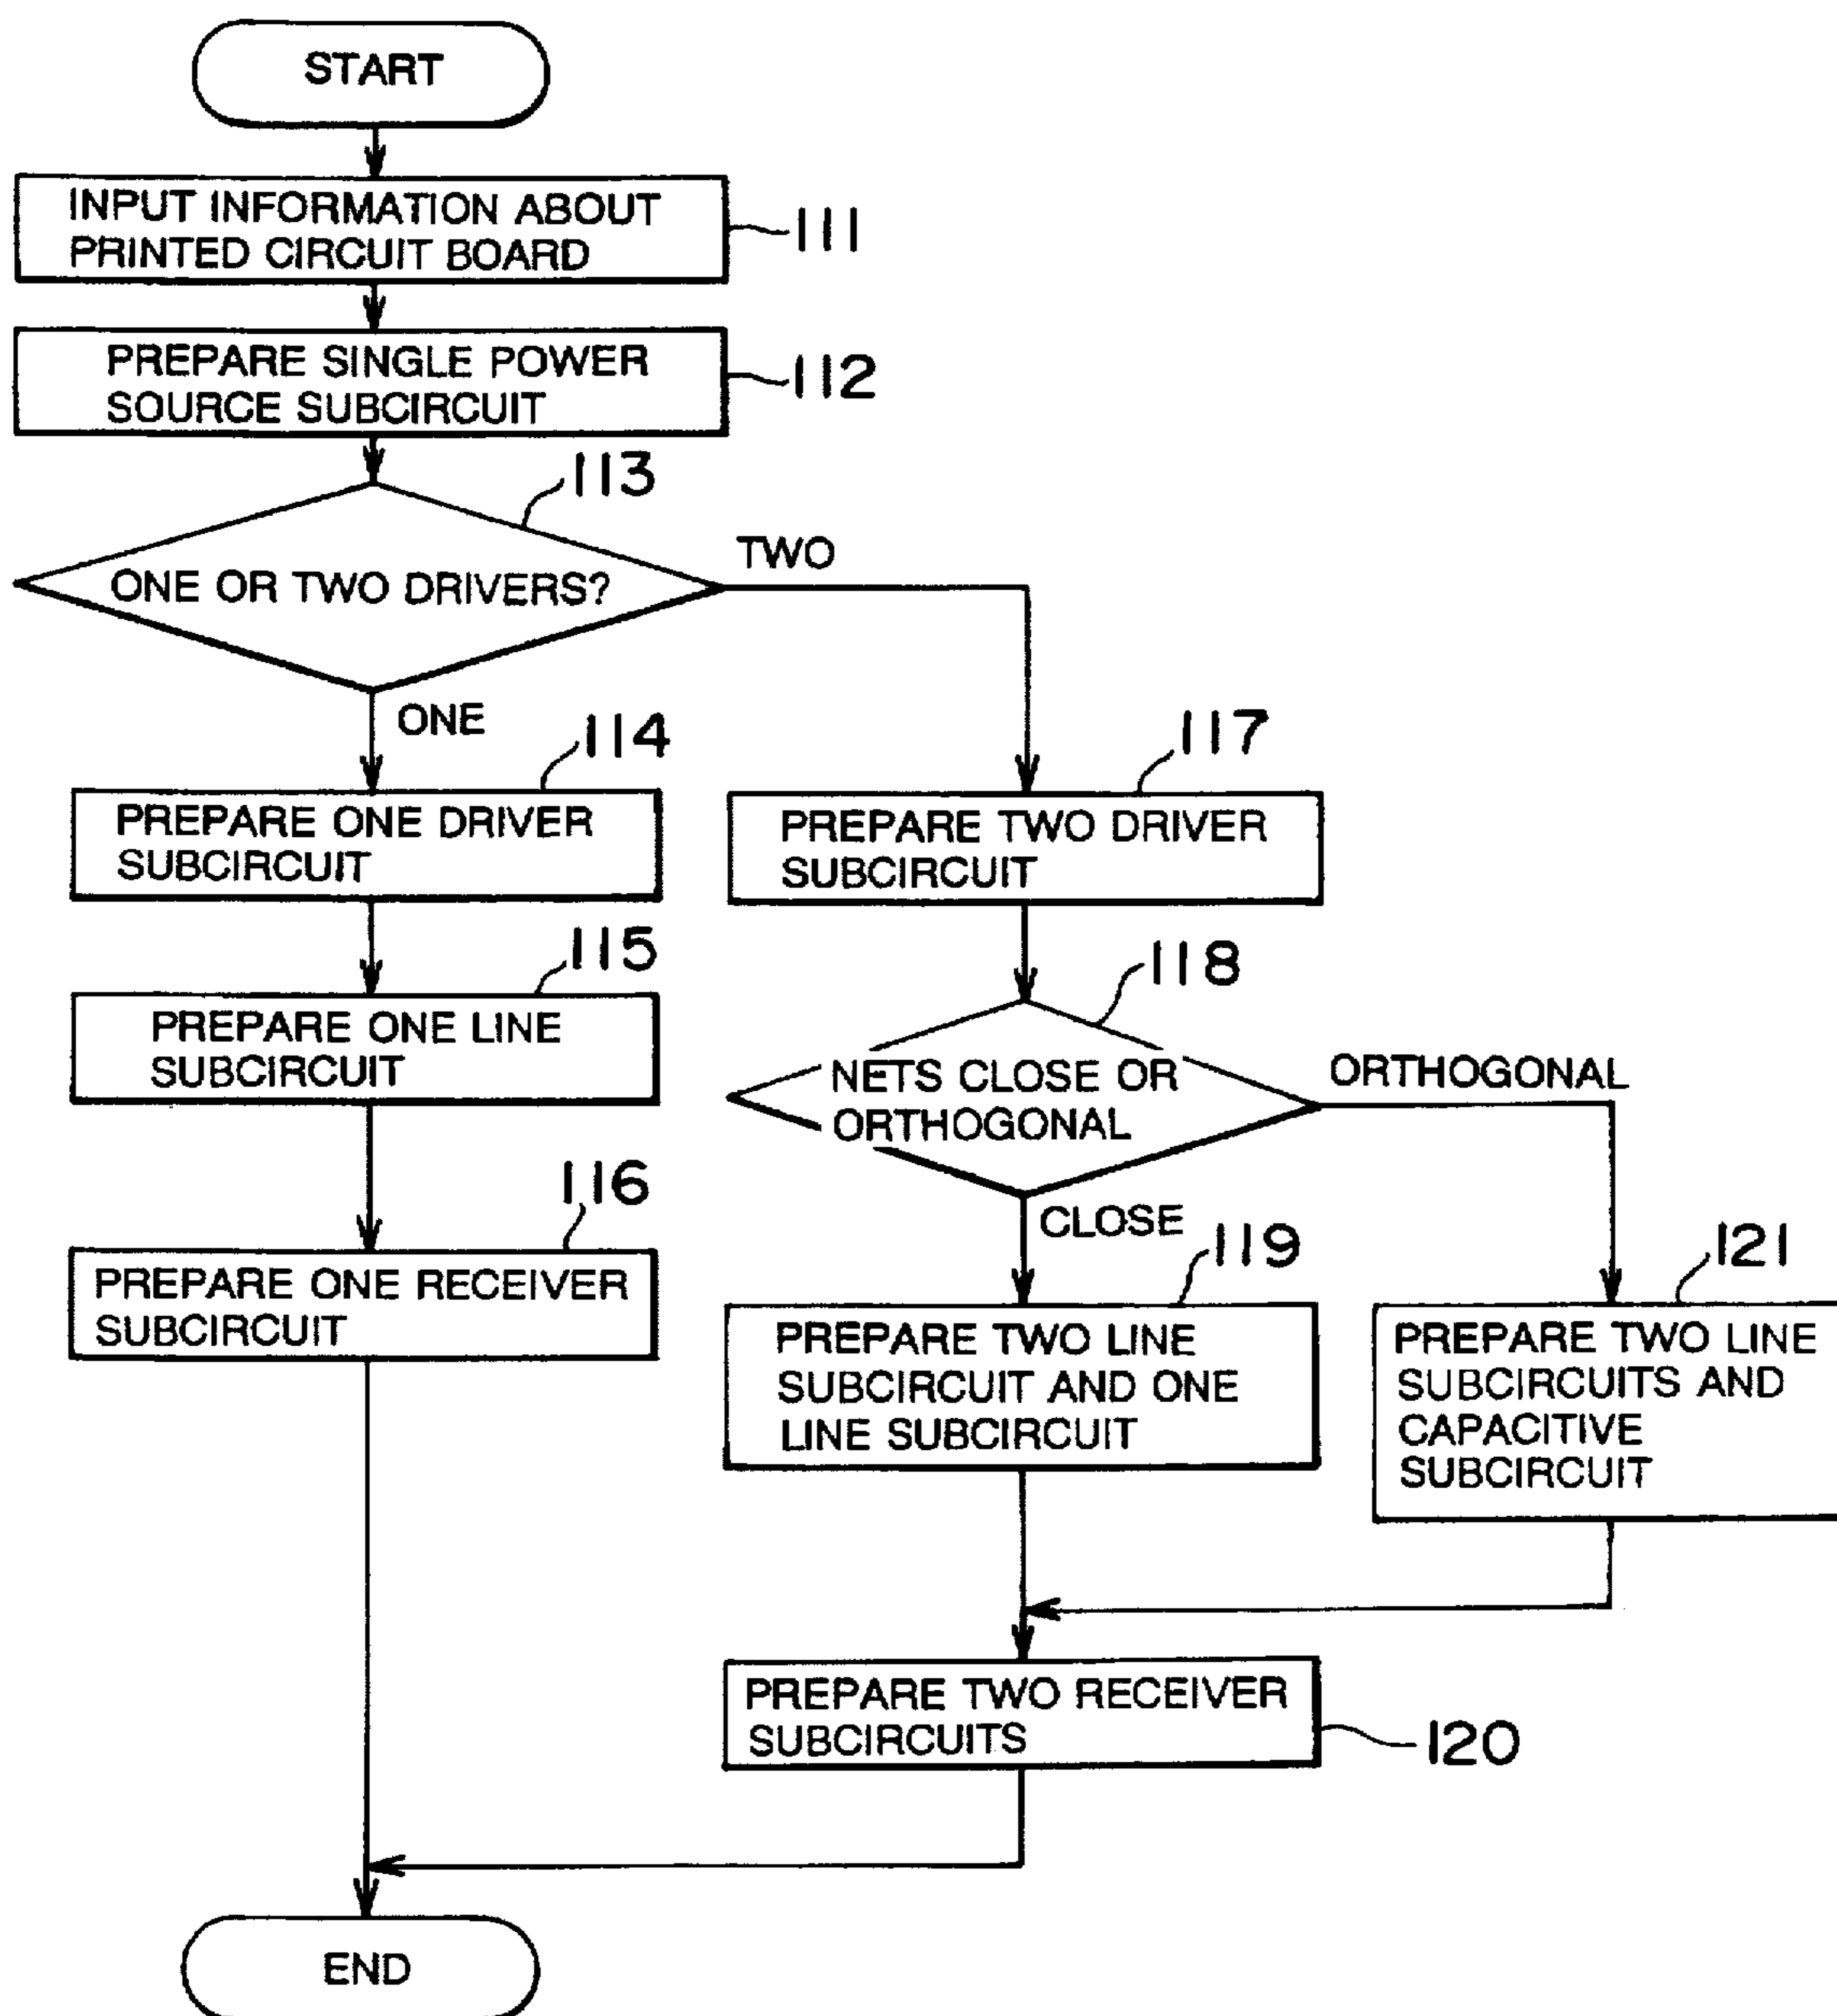 START
INPUT INFORMATION ABOUT
PRINTED CIRCUIT BOARD
111
PREPARE SINGLE POWER
SOURCE SUBCIRCUIT
112
113
ONE OR TWO DRIVERS?
TWO
ONE
114
PREPARE ONE DRIVER
SUBCIRCUIT
117
PREPARE TWO DRIVER
SUBCIRCUIT
115
PREPARE ONE LINE
SUBCIRCUIT
118
NETS CLOSE OR
ORTHOGONAL
ORTHOGONAL
CLOSE
116
PREPARE ONE RECEIVER
SUBCIRCUIT
119
PREPARE TWO LINE
SUBCIRCUIT AND ONE
LINE SUBCIRCUIT
121
PREPARE TWO LINE
SUBCIRCUITS AND
CAPACITIVE
SUBCIRCUIT
PREPARE TWO RECEIVER
SUBCIRCUITS
120
END